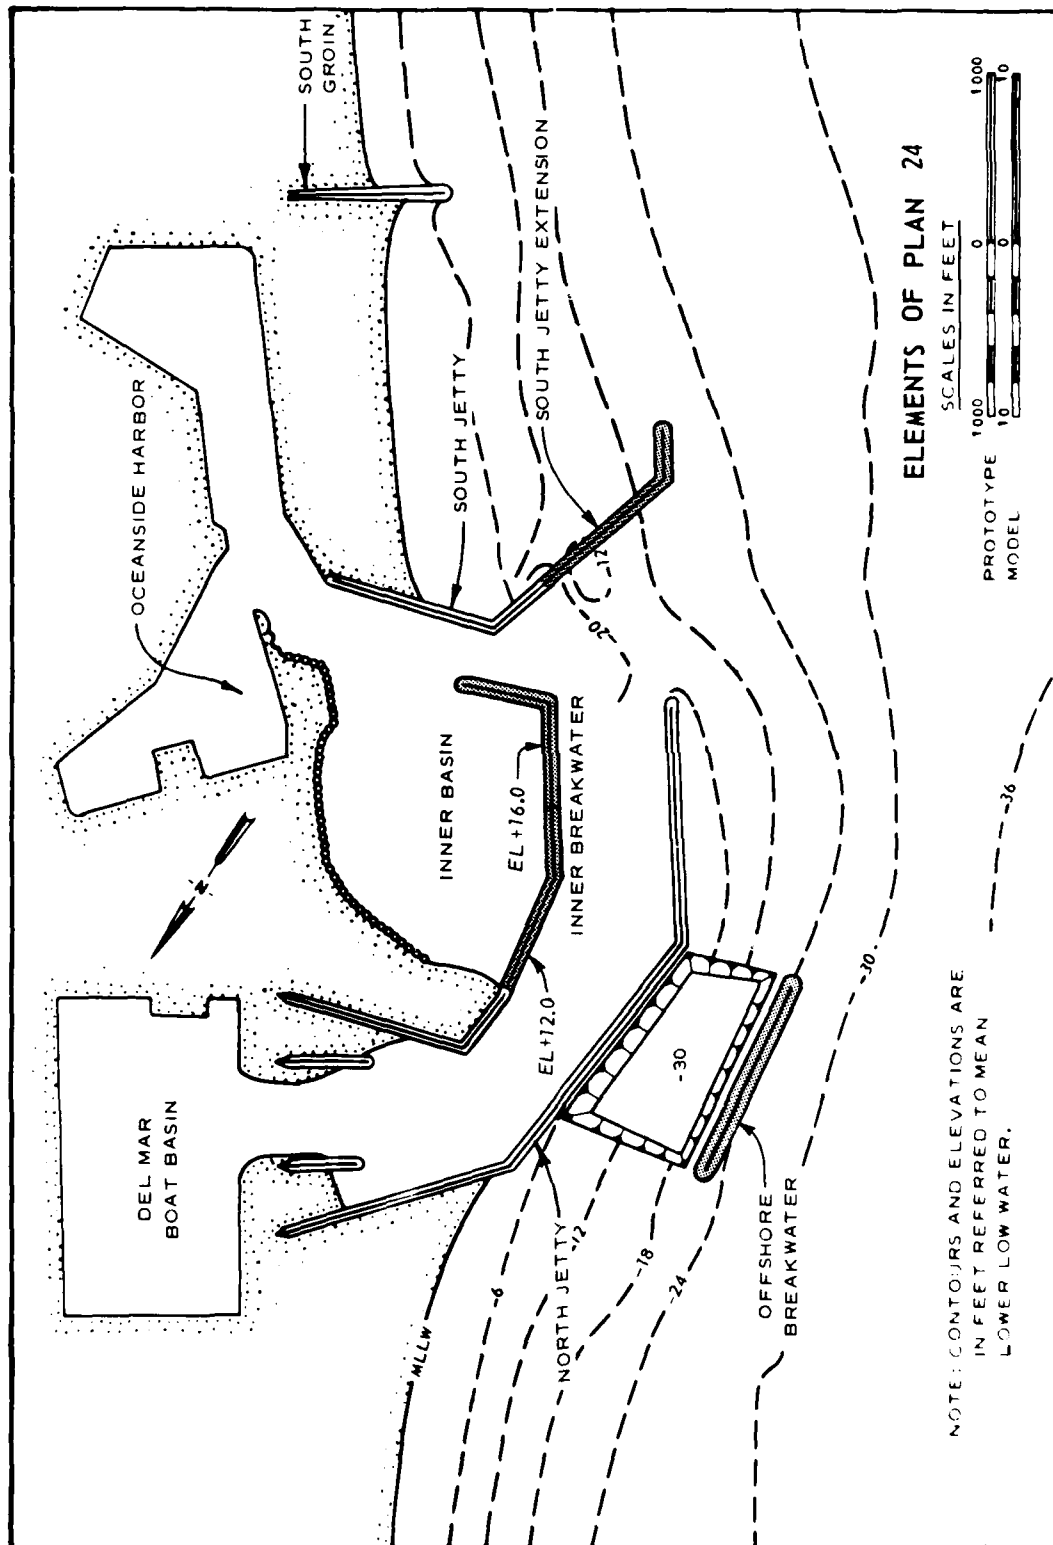 OCEANSIDE HARBOR
SOUTH
GROIN
DEL MAR
BOAT BASIN
N
INNER BASIN
SOUTH JETTY
SOUTH JETTY EXTENSION
EL +16.0
INNER BREAKWATER
EL +12.0
-12
-20
MLLW
-6
NORTH JETTY
-12
-18
-24
-30
OFFSHORE
BREAKWATER
-30
-36
ELEMENTS OF PLAN 24
SCALES IN FEET
PROTOTYPE 1000 0 1000
MODEL 10 0 10
NOTE: CONTOURS AND ELEVATIONS ARE
IN FEET REFERRED TO MEAN
LOWER LOW WATER.